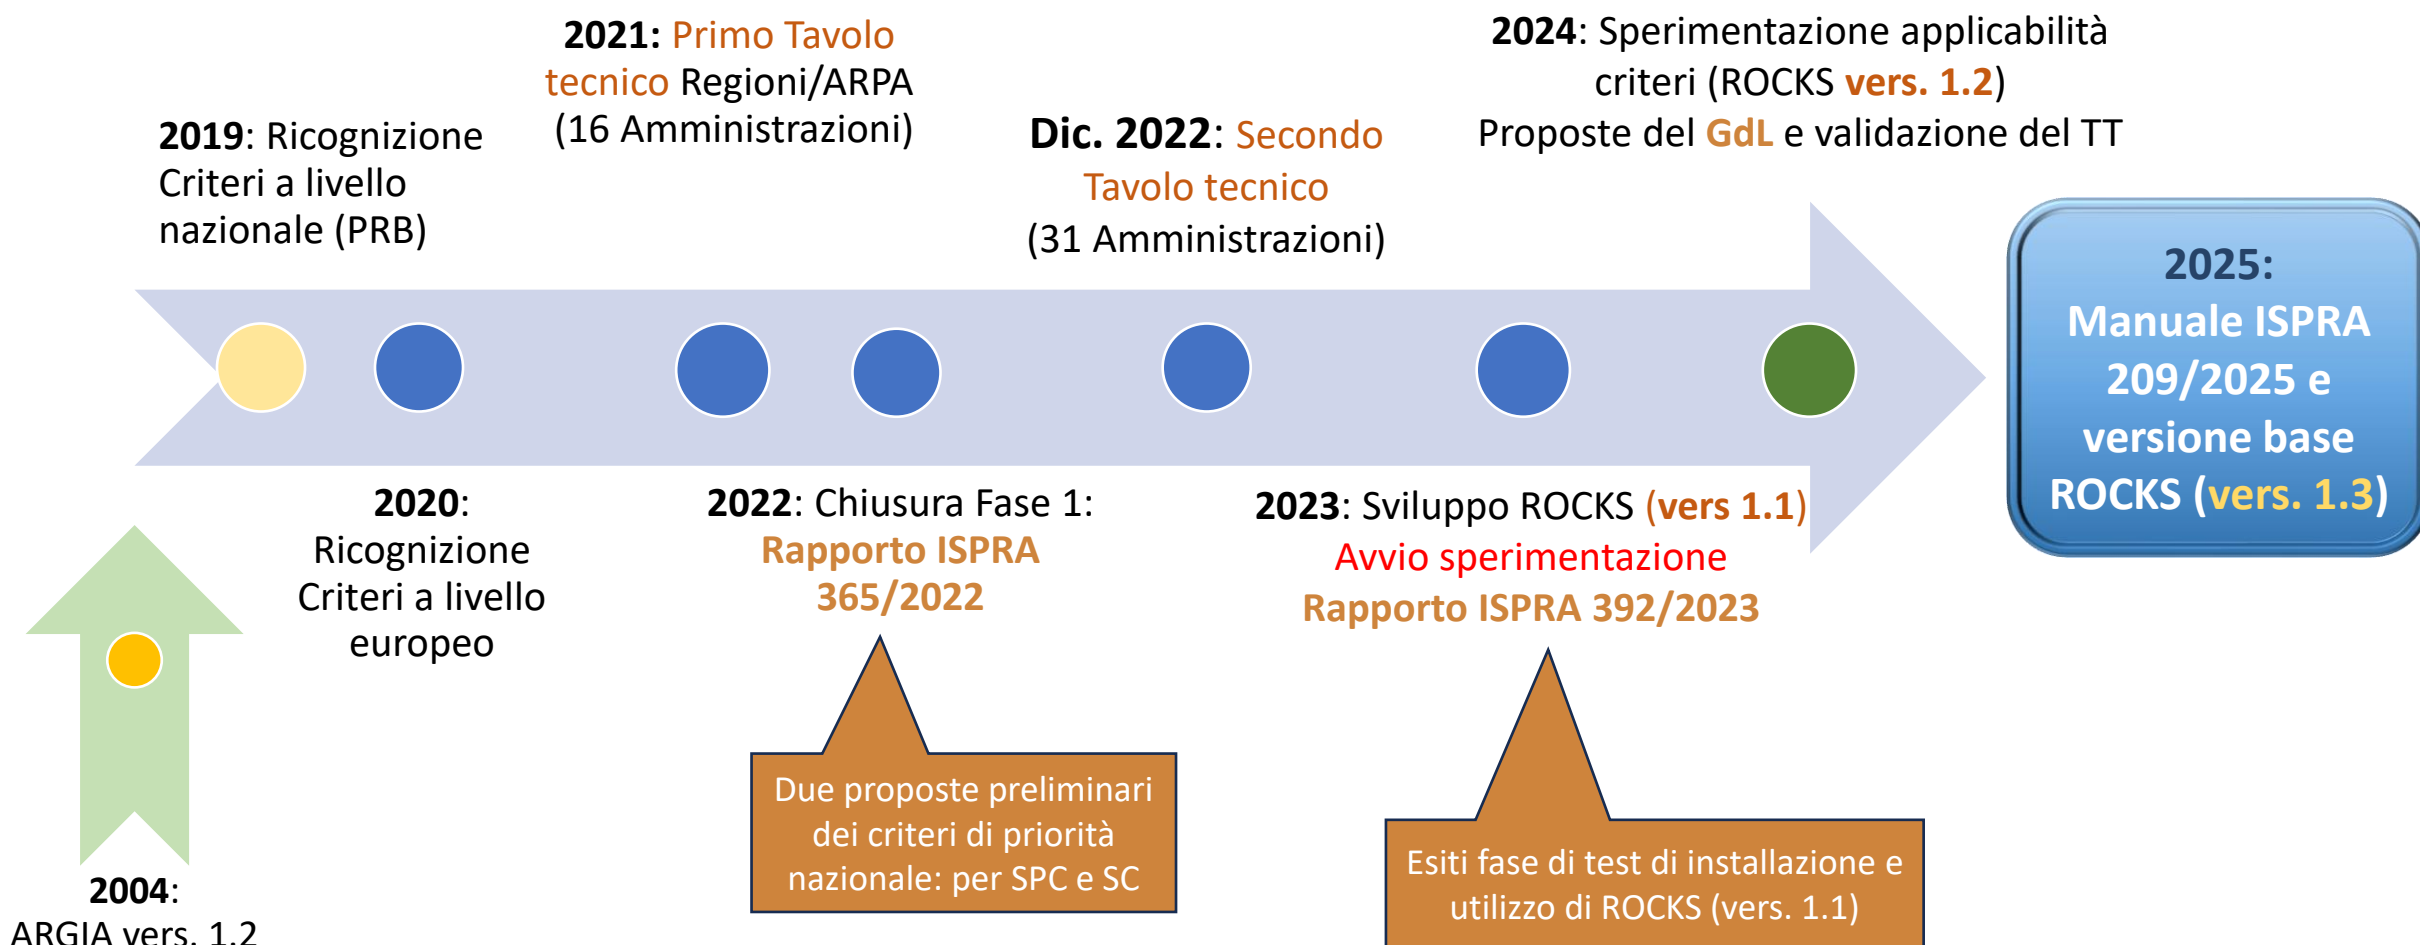 2019: Ricognizione
Criteri a livello
nazionale (PRB)
2021: Primo Tavolo
tecnico Regioni/ARPA
(16 Amministrazioni)
Dic. 2022: Secondo
Tavolo tecnico
(31 Amministrazioni)
2024: Sperimentazione applicabilità
criteri (ROCKS vers. 1.2)
Proposte del GdL e validazione del TT
2025:
Manuale ISPRA
209/2025 e
versione base
ROCKS (vers. 1.3)
2004:
ARGIA vers. 1.2
2020:
Ricognizione
Criteri a livello
europeo
2022: Chiusura Fase 1:
Rapporto ISPRA
365/2022
Due proposte preliminari
dei criteri di priorità
nazionale: per SPC e SC
2023: Sviluppo ROCKS (vers 1.1)
Avvio sperimentazione
Rapporto ISPRA 392/2023
Esiti fase di test di installazione e
utilizzo di ROCKS (vers. 1.1)